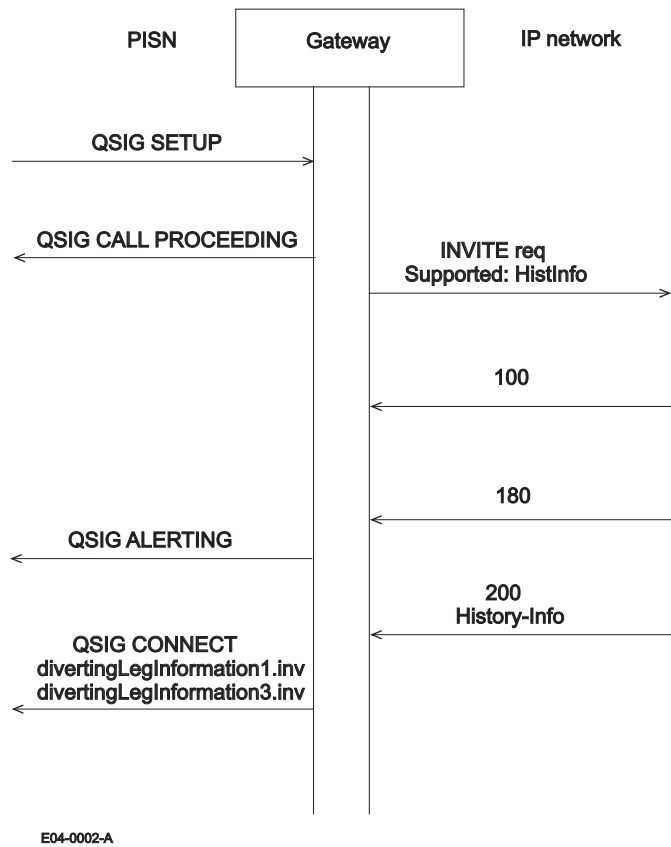 PISN
Gateway
IP network
QSIG SETUP
QSIG CALL PROCEEDING
INVITE req
Supported: HistInfo
100
180
QSIG ALERTING
200
History-Info
QSIG CONNECT
divertingLegInformation1.inv
divertingLegInformation3.inv
E04-0002-A